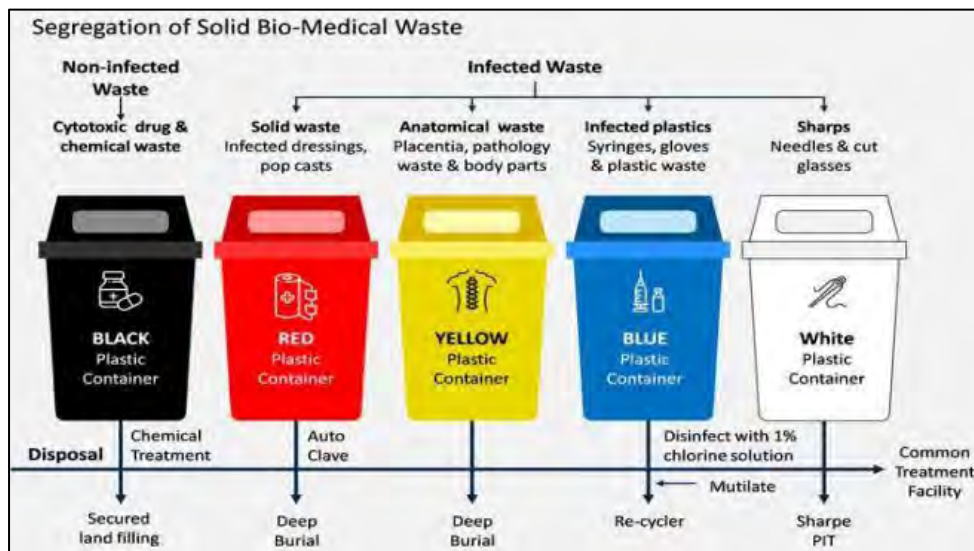 Segregation of Solid Bio-Medical Waste
Non-infected
Waste
Infected Waste
Cytotoxic drug &
chemical waste
Solid waste
Infected dressings,
pop casts
Anatomical waste
Placentia, pathology
waste & body parts
Infected plastics
Syringes, gloves
& plastic waste
Sharps
Needles & cut
glasses
BLACK
Plastic
Container
RED
Plastic
Container
YELLOW
Plastic
Container
BLUE
Plastic
Container
White
Plastic
Container
Disposal
Chemical
Treatment
Auto
Clave
Disinfect with 1%
chlorine solution
Mutilate
Common
Treatment
Facility
Secured
land filling
Deep
Burial
Deep
Burial
Re-cycler
Sharpe
PIT